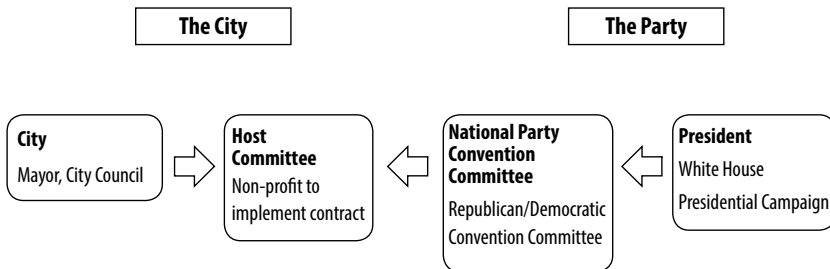 The City
The Party
City
Mayor, City Council
Host
Committee
Non-profit to
implement contract
National Party
Convention
Committee
Republican/Democratic
Convention Committee
President
White House
Presidential Campaign